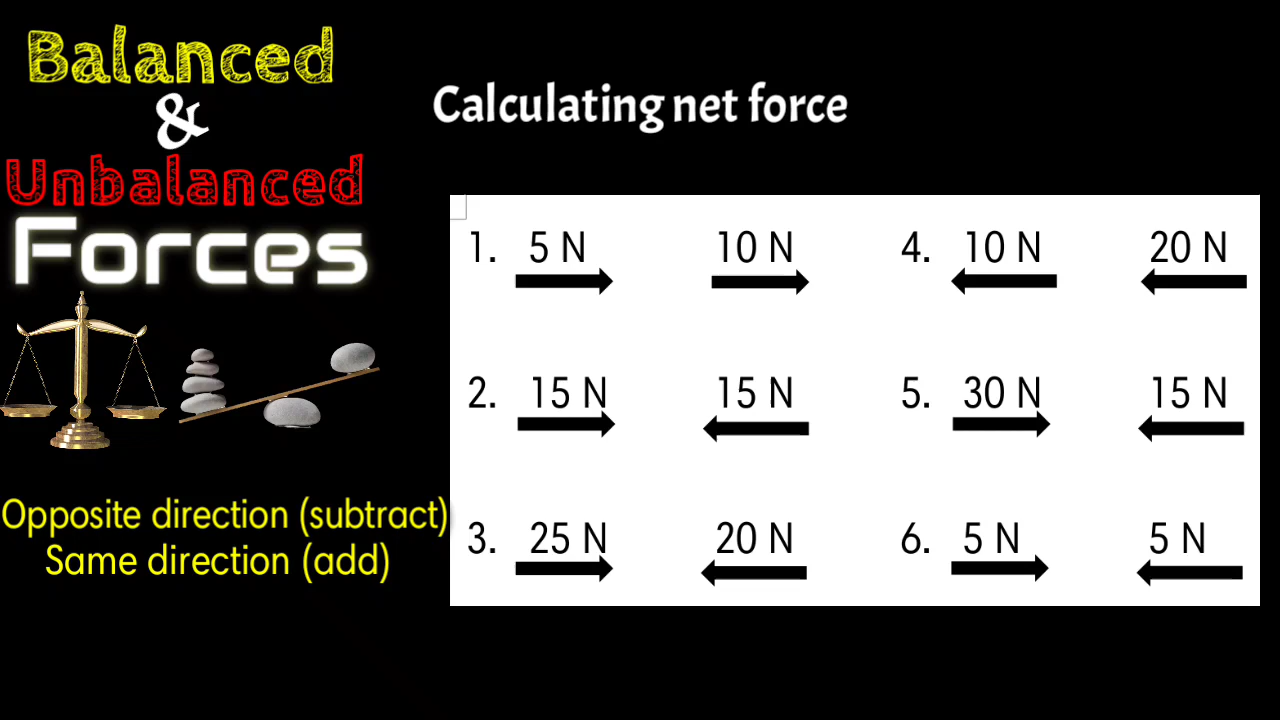 Balanced
&
Unbalanced
Forces
Opposite direction (subtract)
Same direction (add)
Calculating net force
1. 5 N 10 N
2. 15 N 15 N
3. 25 N 20 N
4. 10 N 20 N
5. 30 N 15 N
6. 5 N 5 N